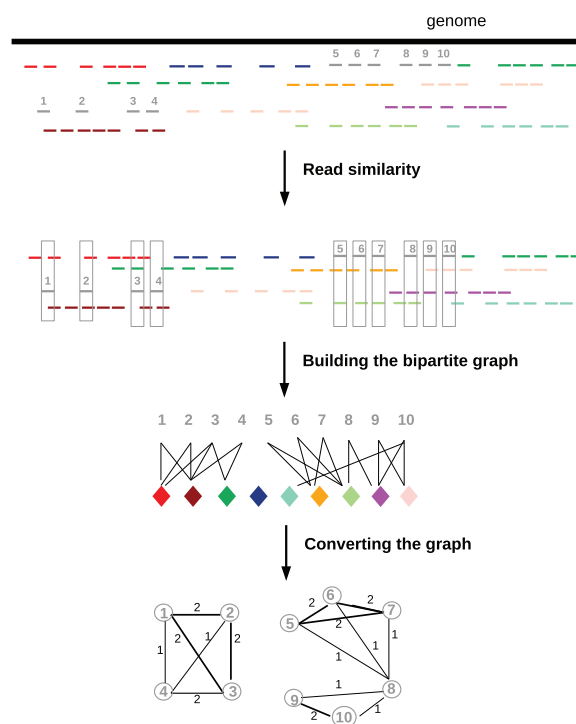 genome
5 6 7 8 9 10
1 2 3 4
Read similarity
5 6 7 8 9 10
1 2 3 4
Building the bipartite graph
1 2 3 4 5 6 7 8 9 10
Converting the graph
6
2 2
1 2 2 7
5 2
2 1 2 1
1 1 1
4 2 3 1 8
9 1
2 10